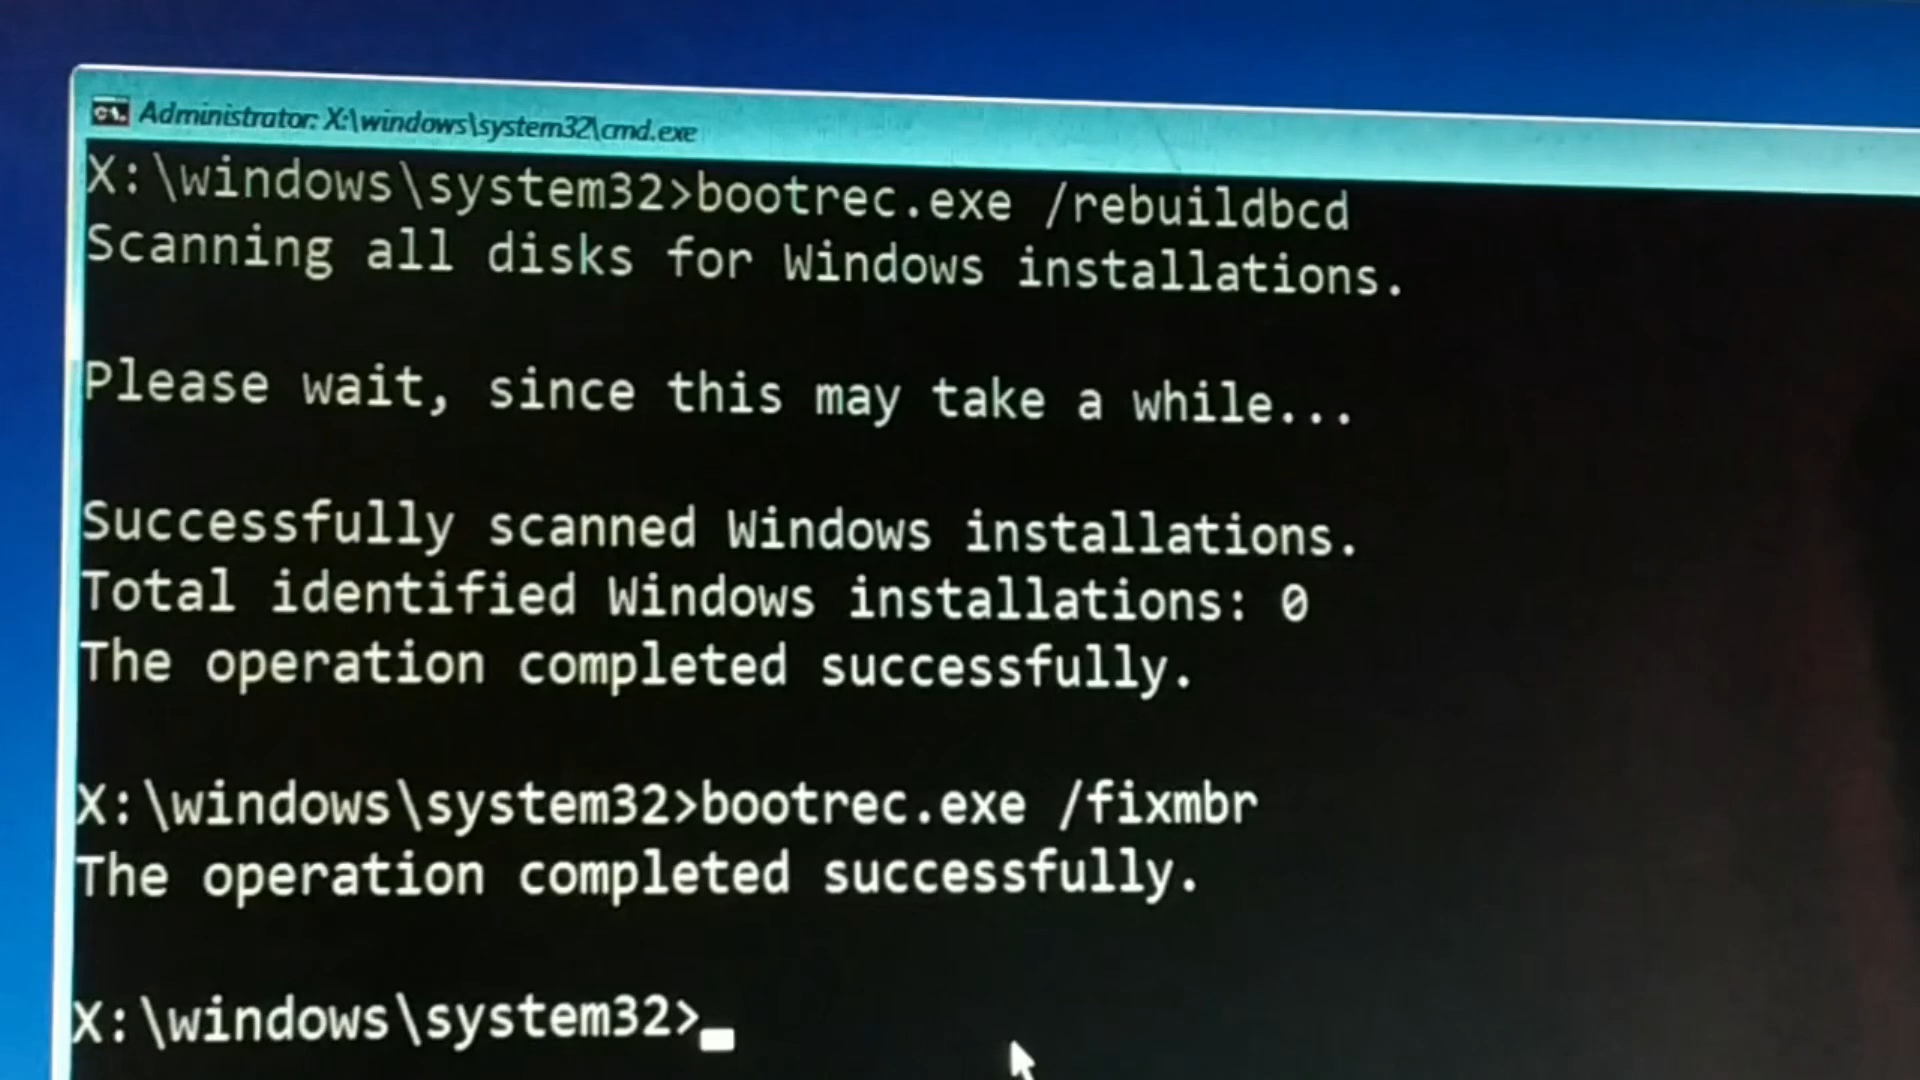 Administrator: X:\windows\system32\cmd.exe
X:\windows\system32>bootrec.exe /rebuildbcd
Scanning all disks for Windows installations.
Please wait, since this may take a while...
Successfully scanned Windows installations.
Total identified Windows installations: 0
The operation completed successfully.
X:\windows\system32>bootrec.exe /fixmbr
The operation completed successfully.
X:\windows\system32>